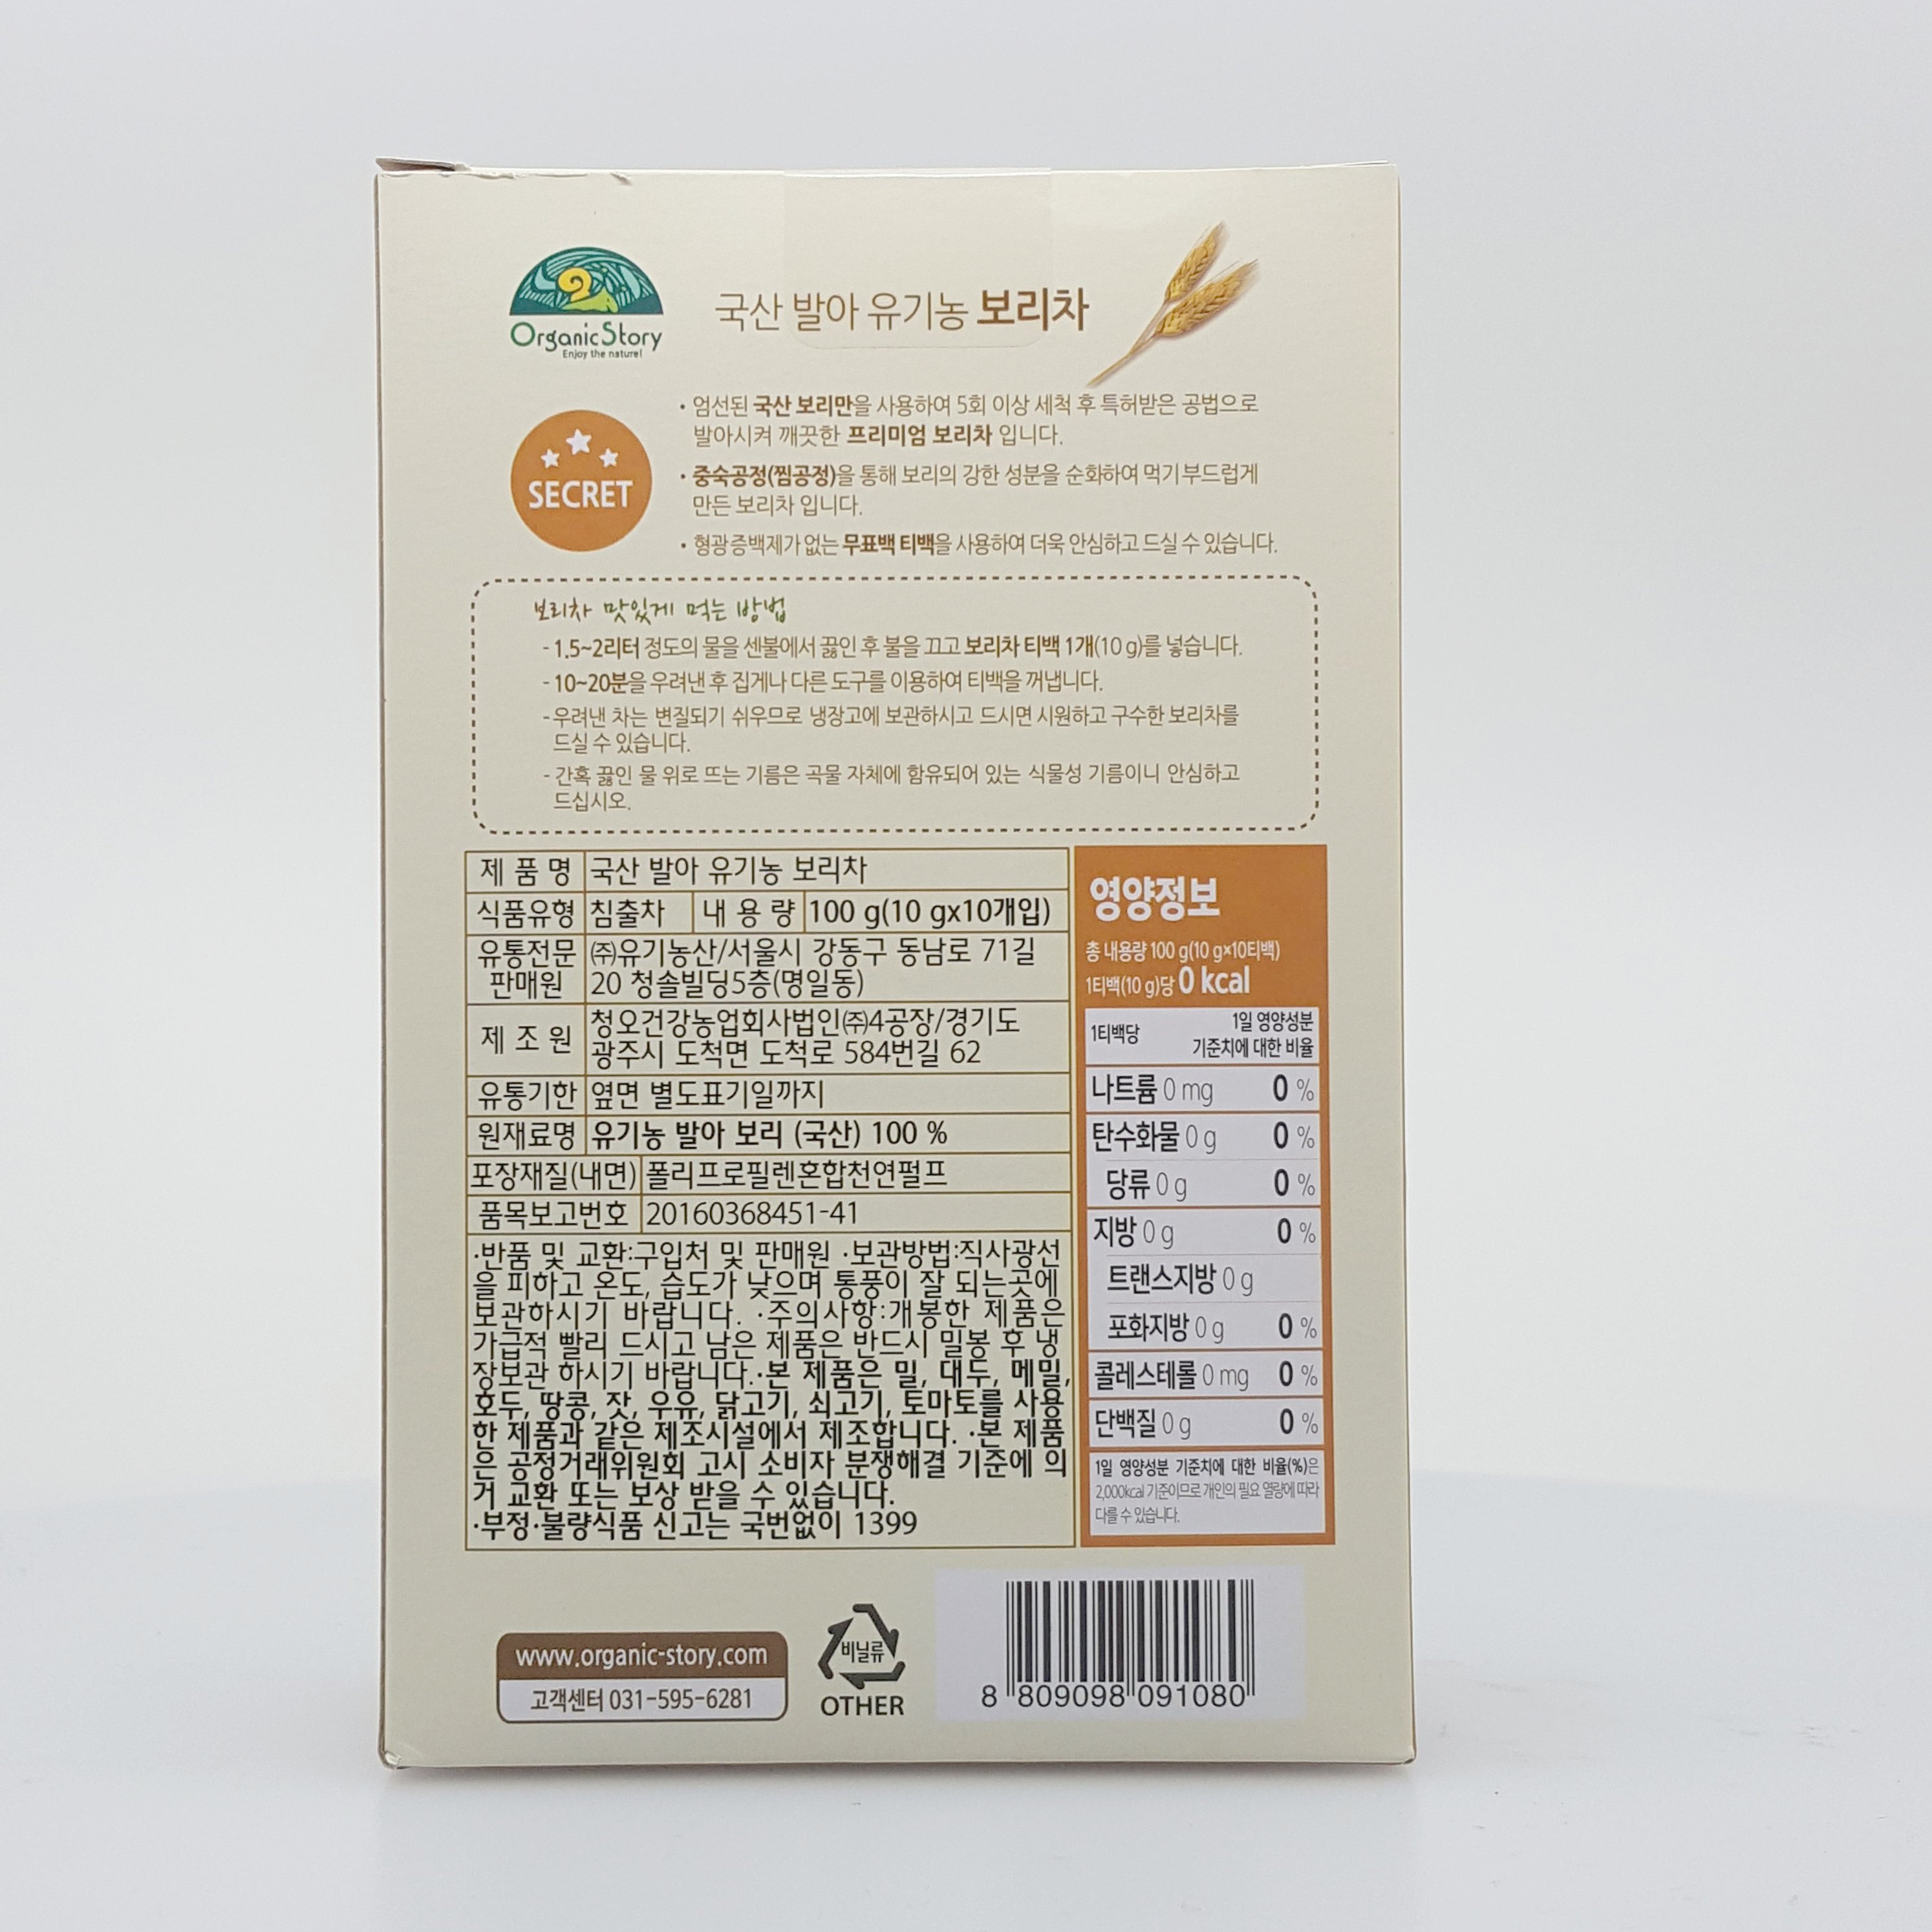 OrganicStory
Enjoy the nature!
국산 발아 유기농 보리차
SECRET
• 엄선된 국산 보리만을 사용하여 5회 이상 세척 후 특허받은 공법으로
발아시켜 깨끗한 프리미엄 보리차 입니다.
• 중숙공정(찜공정)을 통해 보리의 강한 성분을 순화하여 먹기 부드럽게
만든 보리차 입니다.
• 형광증백제가 없는 무표백 티백을 사용하여 더욱 안심하고 드실 수 있습니다.
보리차 맛있게 먹는 방법
- 1.5~2리터 정도의 물을 센불에서 끓인 후 불을 끄고 보리차 티백 1개(10 g)를 넣습니다.
- 10~20분을 우려낸 후 집게나 다른 도구를 이용하여 티백을 꺼냅니다.
- 우려낸 차는 변질되기 쉬우므로 냉장고에 보관하시고 드시면 시원하고 구수한 보리차를
드실 수 있습니다.
- 간혹 끓인 물 위로 뜨는 기름은 곡물 자체에 함유되어 있는 식물성 기름이니 안심하고
드십시오.
제 품 명 국산 발아 유기농 보리차
식품유형 침출차 내 용 량 100 g(10 gx10개입)
유통전문 ㈜유기농산/서울시 강동구 동남로 71길
판매원 20 청솔빌딩5층(명일동)
제 조 원 청오건강농업회사법인㈜4공장/경기도
광주시 도척면 도척로 584번길 62
유통기한 옆면 별도표기일까지
원재료명 유기농 발아 보리 (국산) 100 %
포장재질(내면) 폴리프로필렌혼합천연펄프
품목보고번호 20160368451-41
·반품 및 교환:구입처 및 판매원 ·보관방법:직사광선
을 피하고 온도, 습도가 낮으며 통풍이 잘 되는곳에
보관하시기 바랍니다. ·주의사항:개봉한 제품은
가급적 빨리 드시고 남은 제품은 반드시 밀봉 후 냉
장보관 하시기 바랍니다.·본 제품은 밀, 대두, 메밀,
호두, 땅콩, 잣, 우유, 닭고기, 쇠고기, 토마토를 사용
한 제품과 같은 제조시설에서 제조합니다. ·본 제품
은 공정거래위원회 고시 소비자 분쟁해결 기준에 의
거 교환 또는 보상 받을 수 있습니다.
·부정·불량식품 신고는 국번없이 1399
영양정보
총 내용량 100 g(10 g×10티백)
1티백(10 g)당 0 kcal
1티백당 1일 영양성분
기준치에 대한 비율
나트륨 0 mg 0 %
탄수화물 0 g 0 %
당류 0 g 0 %
지방 0 g 0 %
트랜스지방 0 g
포화지방 0 g 0 %
콜레스테롤 0 mg 0 %
단백질 0 g 0 %
1일 영양성분 기준치에 대한 비율(%)은
2,000kcal 기준이므로 개인의 필요 열량에 따라
다를 수 있습니다.
www.organic-story.com
고객센터 031-595-6281
비닐류
OTHER
8 809098 091080